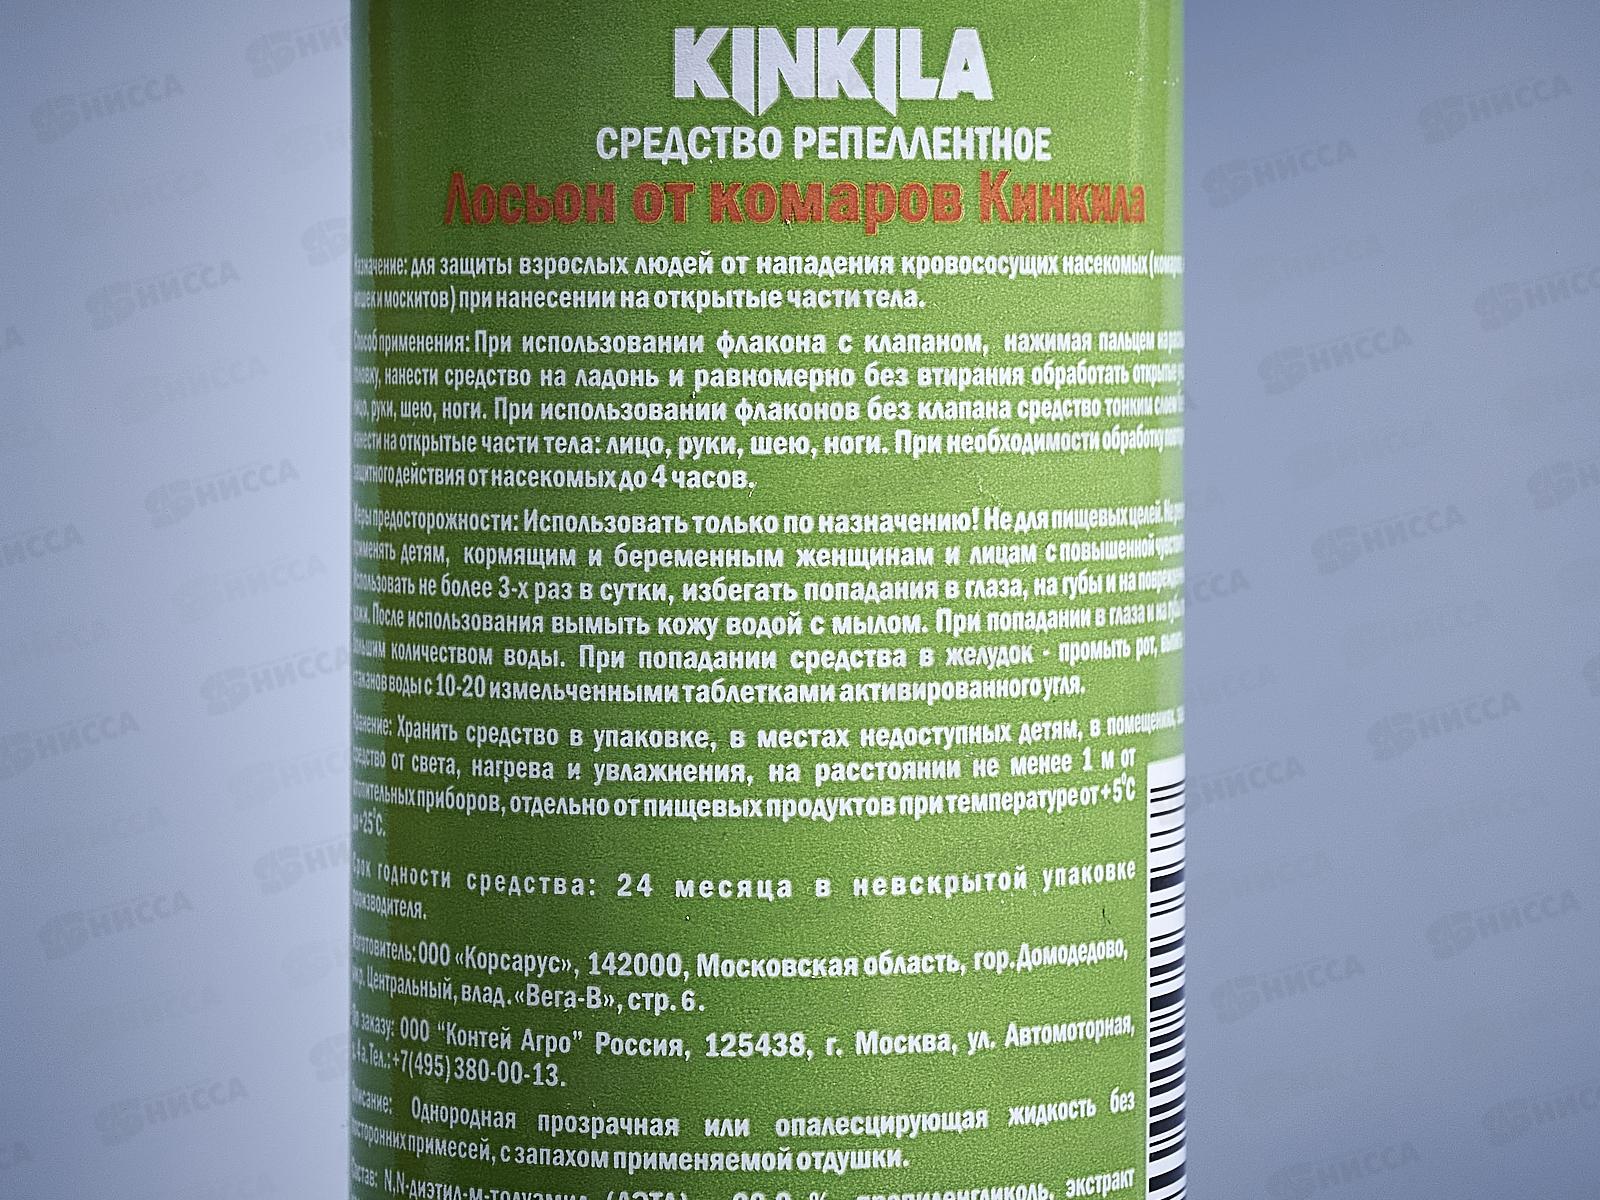 KINKILA
СРЕДСТВО РЕПЕЛЛЕНТНОЕ
Лосьон от комаров Кинкила
Назначение: для защиты взрослых людей от нападения кровососущих насекомых (комаров,
мошек и москитов) при нанесении на открытые части тела.
Способ применения: При использовании флакона с клапаном, нажимая пальцем на
головку, нанести средство на ладонь и равномерно без втирания обработать открытые
лицо, руки, шею, ноги. При использовании флаконов без клапана средство тонким слоем
нанести на открытые части тела: лицо, руки, шею, ноги. При необходимости обработку
защитного действия от насекомых до 4 часов.
Меры предосторожности: Использовать только по назначению! Не для пищевых целей. Не
применять детям, кормящим и беременным женщинам и лицам с повышенной
Использовать не более 3-х раз в сутки, избегать попадания в глаза, на губы и на
кожи. После использования вымыть кожу водой с мылом. При попадании в глаза и на
большим количеством воды. При попадании средства в желудок - промыть рот,
стаканов воды с 10-20 измельченными таблетками активированного угля.
Хранение: Хранить средство в упаковке, в местах недоступных детям, в помещениях,
средство от света, нагрева и увлажнения, на расстоянии не менее 1 м от
отопительных приборов, отдельно от пищевых продуктов при температуре от +5°С
до +25°С.
Срок годности средства: 24 месяца в невскрытой упаковке
производителя.
Изготовитель: ООО «Корсарус», 142000, Московская область, гор.Домодедово,
мкр. Центральный, влад. «Вега-В», стр. 6.
По заказу: ООО "Контей Агро" Россия, 125438, г. Москва, ул. Автомоторная,
Тел.: +7(495) 380-00-13.
Описание: Однородная прозрачная или опалесцирующая жидкость без
посторонних примесей, с запахом применяемой отдушки.
Состав: N,N-диэтил-м-толуамид (ДЭТА) пропиленгликоль, экстракт
НИССА